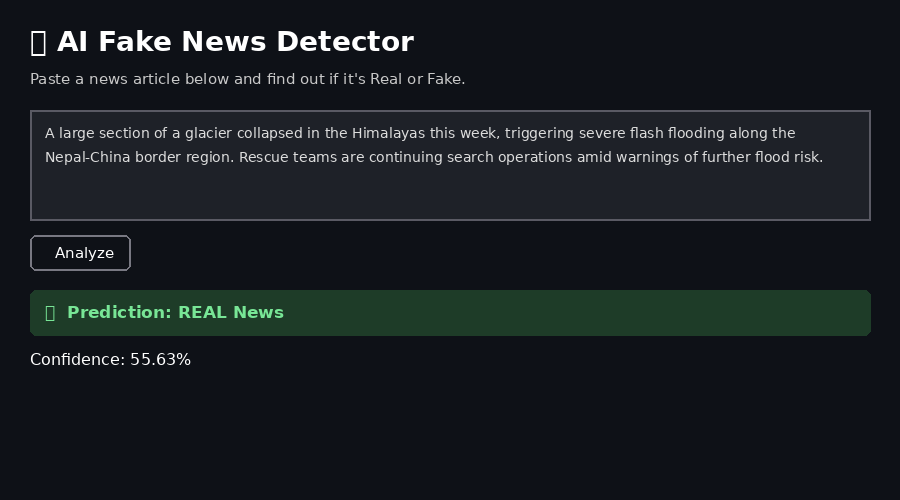 AI Fake News Detector
Paste a news article below and find out if it's Real or Fake.
A large section of a glacier collapsed in the Himalayas this week, triggering severe flash flooding along the
Nepal-China border region. Rescue teams are continuing search operations amid warnings of further flood risk.
Analyze
Prediction: REAL News
Confidence: 55.63%